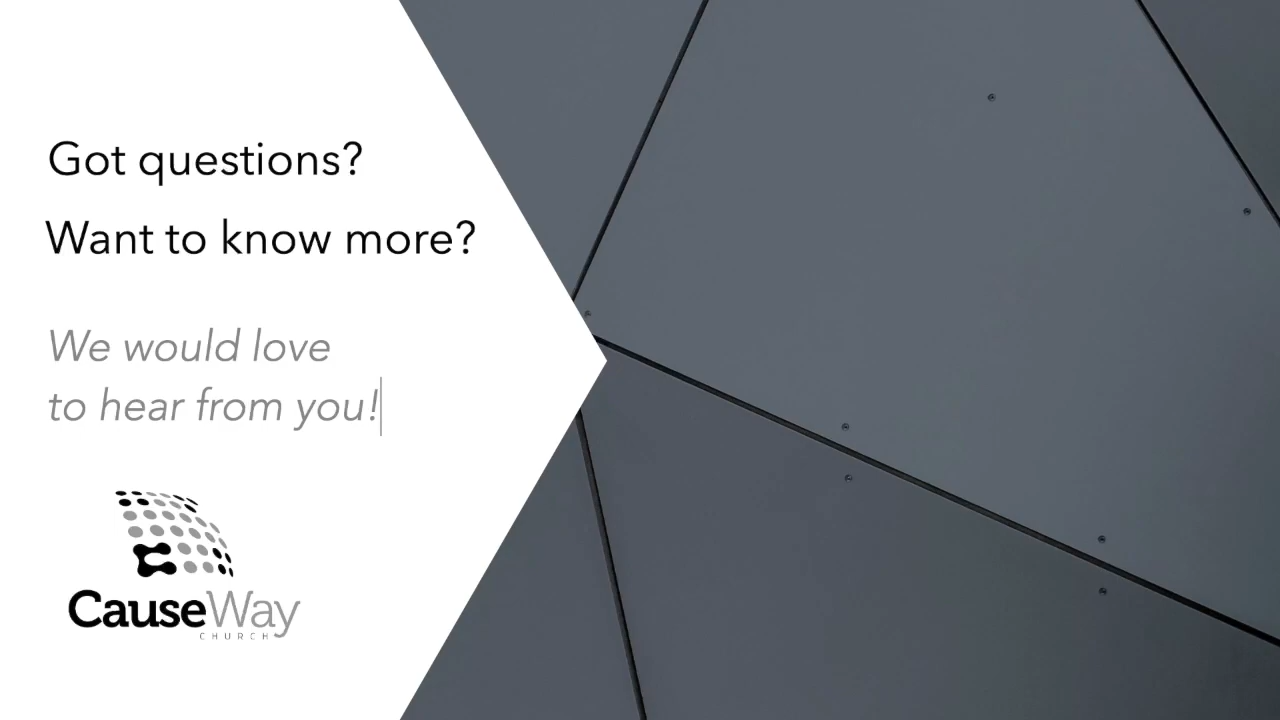 Got questions?
Want to know more?
We would love
to hear from you!
CauseWay
CHURCH